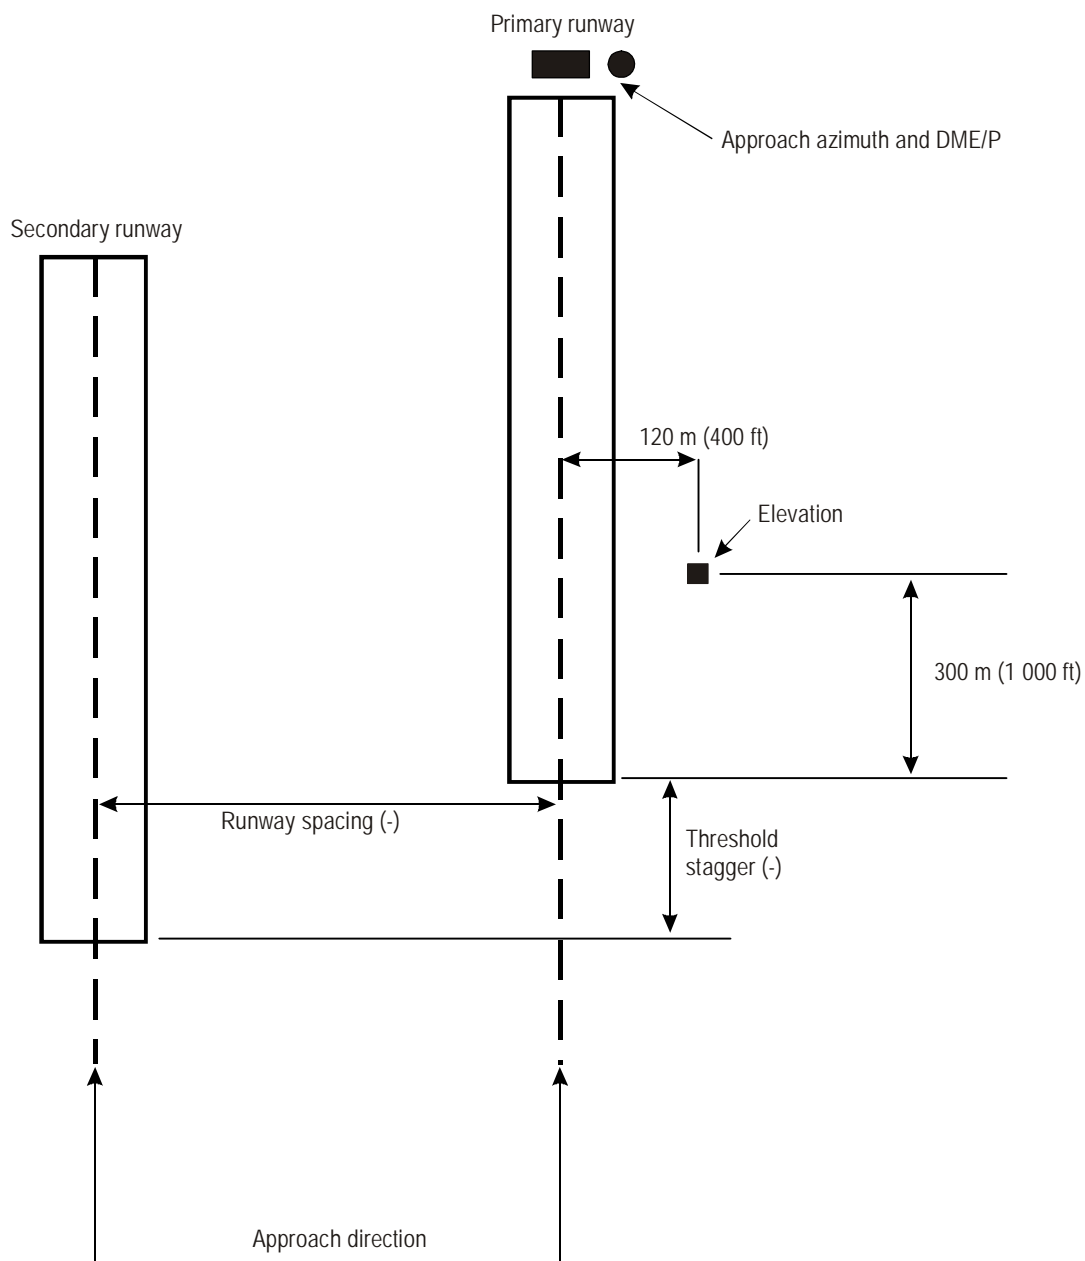 Primary runway
Approach azimuth and DME/P
Secondary runway
120 m (400 ft)
Elevation
300 m (1 000 ft)
Runway spacing (-)
Threshold
stagger (-)
Approach direction